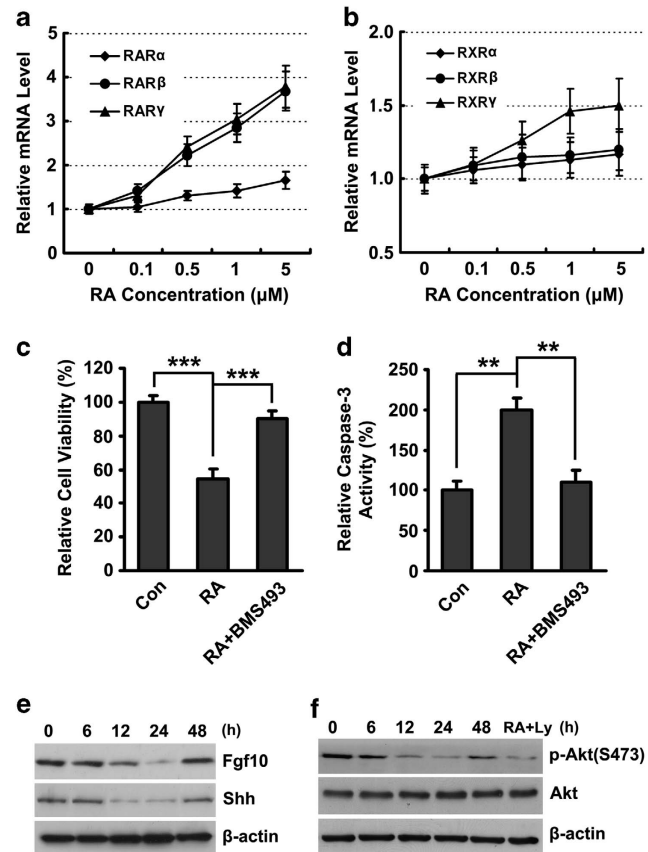 a
Relative mRNA Level
5
4
3
2
1
0
RARα
RARβ
RARγ
0 0.1 0.5 1 5
RA Concentration (μM)
b
Relative mRNA Level
2.0
1.5
1.0
0.5
RXRα
RXRβ
RXRγ
0 0.1 0.5 1 5
RA Concentration (μM)
c
Relative Cell Viability (%)
120
100
80
60
40
20
0
*** ***
Con RA RA+BMS493
d
Relative Caspase-3
Activity (%)
250
200
150
100
50
0
** **
Con RA RA+BMS493
e
0 6 12 24 48 (h)
Fgf10
Shh
β-actin
f
0 6 12 24 48 RA+Ly (h)
p-Akt(S473)
Akt
β-actin